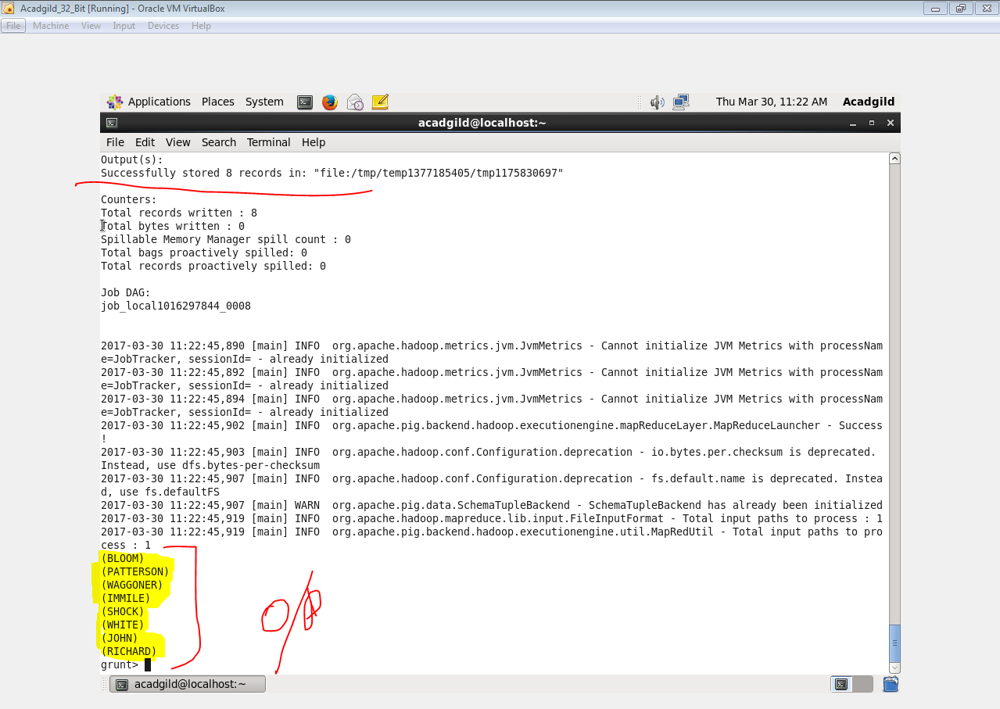 Acadgild_32_Bit [Running] - Oracle VM VirtualBox
File Machine View Input Devices Help
Applications Places System Thu Mar 30, 11:22 AM Acadgild
acadgild@localhost:~
File Edit View Search Terminal Help
Output(s):
Successfully stored 8 records in: "file:/tmp/temp1377185405/tmp1175830697"
Counters:
Total records written : 8
Total bytes written : 0
Spillable Memory Manager spill count : 0
Total bags proactively spilled: 0
Total records proactively spilled: 0
Job DAG:
job_local1016297844_0008
2017-03-30 11:22:45,890 [main] INFO  org.apache.hadoop.metrics.jvm.JvmMetrics - Cannot initialize JVM Metrics with processNam
e=JobTracker, sessionId= - already initialized
2017-03-30 11:22:45,892 [main] INFO  org.apache.hadoop.metrics.jvm.JvmMetrics - Cannot initialize JVM Metrics with processNam
e=JobTracker, sessionId= - already initialized
2017-03-30 11:22:45,894 [main] INFO  org.apache.hadoop.metrics.jvm.JvmMetrics - Cannot initialize JVM Metrics with processNam
e=JobTracker, sessionId= - already initialized
2017-03-30 11:22:45,902 [main] INFO  org.apache.pig.backend.hadoop.executionengine.mapReduceLayer.MapReduceLauncher - Success
!
2017-03-30 11:22:45,903 [main] INFO  org.apache.hadoop.conf.Configuration.deprecation - io.bytes.per.checksum is deprecated.
Instead, use dfs.bytes-per-checksum
2017-03-30 11:22:45,907 [main] INFO  org.apache.hadoop.conf.Configuration.deprecation - fs.default.name is deprecated. Instea
d, use fs.defaultFS
2017-03-30 11:22:45,907 [main] WARN  org.apache.pig.data.SchemaTupleBackend - SchemaTupleBackend has already been initialized
2017-03-30 11:22:45,919 [main] INFO  org.apache.hadoop.mapreduce.lib.input.FileInputFormat - Total input paths to process : 1
2017-03-30 11:22:45,919 [main] INFO  org.apache.pig.backend.hadoop.executionengine.util.MapRedUtil - Total input paths to pro
cess : 1
(BLOOM)
(PATTERSON)
(WAGGONER)
(IMMILE)
(SHOCK)
(WHITE)
(JOHN)
(RICHARD)
grunt>
O/P
acadgild@localhost:~